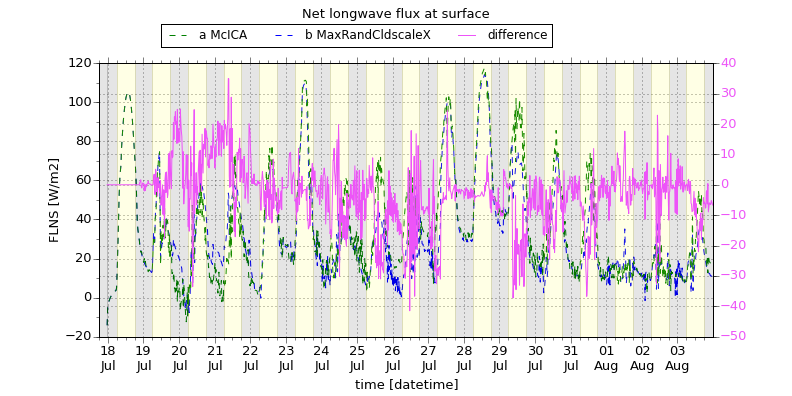 Net longwave flux at surface
a McICA b MaxRandCldscaleX difference
120 40
100 30
80 20
60 10
40 0
20 −10
0 −20
−20 −30
−40
−50
FLNS [W/m2]
18 19 20 21 22 23 24 25 26 27 28 29 30 31 01 02 03
Jul Jul Jul Jul Jul Jul Jul Jul Jul Jul Jul Jul Jul Jul Aug Aug Aug
time [datetime]